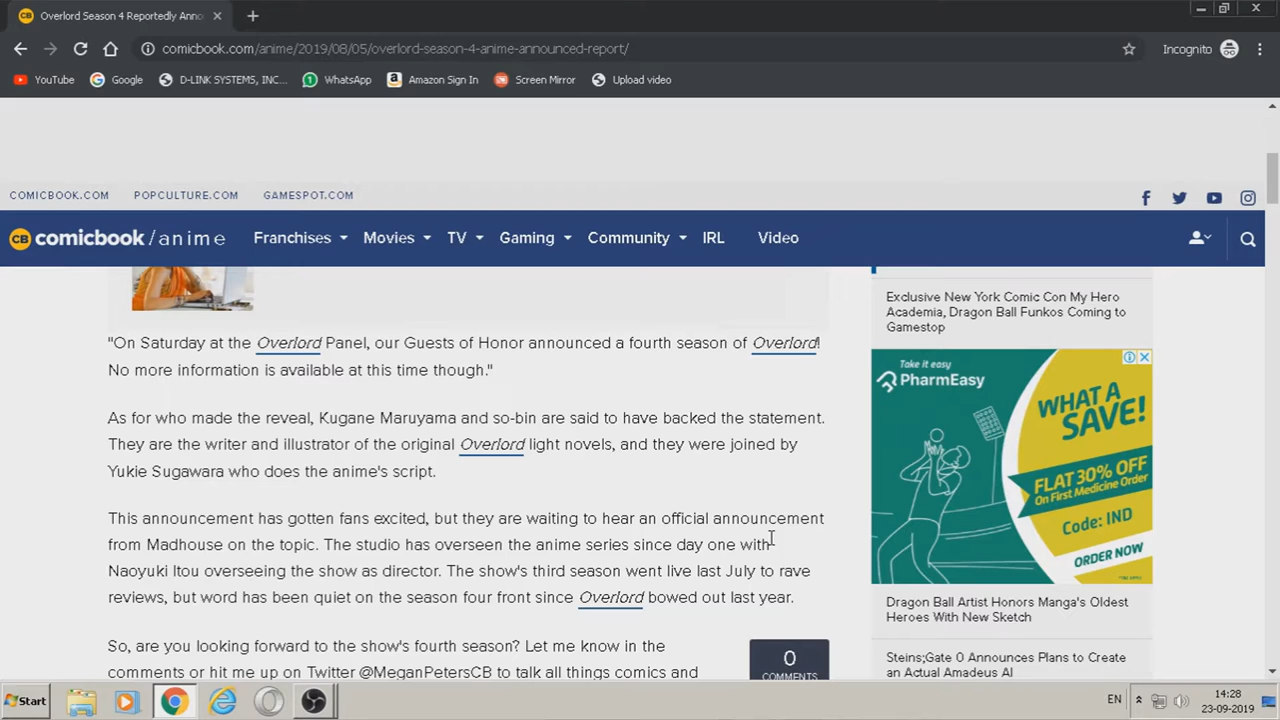 Overlord Season 4 Reportedly Anno
comicbook.com/anime/2019/08/05/overlord-season-4-anime-announced-report/
Incognito
YouTube
Google
D-LINK SYSTEMS, INC...
WhatsApp
Amazon Sign In
Screen Mirror
Upload video
COMICBOOK.COM
POPCULTURE.COM
GAMESPOT.COM
CB comicbook/anime
Franchises
Movies
TV
Gaming
Community
IRL
Video
"On Saturday at the Overlord Panel, our Guests of Honor announced a fourth season of Overlord!
No more information is available at this time though."
As for who made the reveal, Kugane Maruyama and so-bin are said to have backed the statement.
They are the writer and illustrator of the original Overlord light novels, and they were joined by
Yukie Sugawara who does the anime's script.
This announcement has gotten fans excited, but they are waiting to hear an official announcement
from Madhouse on the topic. The studio has overseen the anime series since day one with
Naoyuki Itou overseeing the show as director. The show's third season went live last July to rave
reviews, but word has been quiet on the season four front since Overlord bowed out last year.
So, are you looking forward to the show's fourth season? Let me know in the
comments or hit me up on Twitter @MeganPetersCB to talk all things comics and
0
COMMENTS
Exclusive New York Comic Con My Hero
Academia, Dragon Ball Funkos Coming to
Gamestop
Take it easy
PharmEasy
WHAT A
SAVE!
FLAT 30% OFF
On First Medicine Order
Code: IND
ORDER NOW
Dragon Ball Artist Honors Manga's Oldest
Heroes With New Sketch
Steins;Gate 0 Announces Plans to Create
an Actual Amadeus AI
Start
EN
14:28
23-09-2019